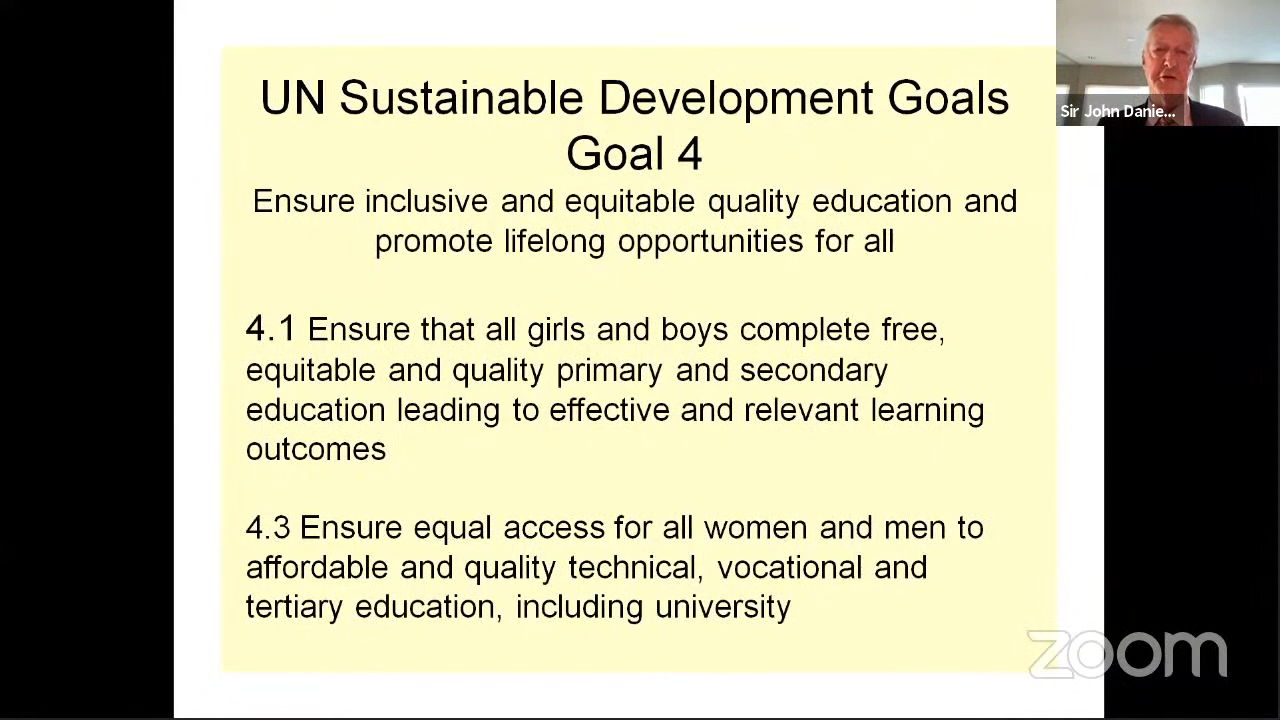 UN Sustainable Development Goals
Goal 4
Ensure inclusive and equitable quality education and
promote lifelong opportunities for all
4.1 Ensure that all girls and boys complete free,
equitable and quality primary and secondary
education leading to effective and relevant learning
outcomes
4.3 Ensure equal access for all women and men to
affordable and quality technical, vocational and
tertiary education, including university
Sir John Danie...
zoom